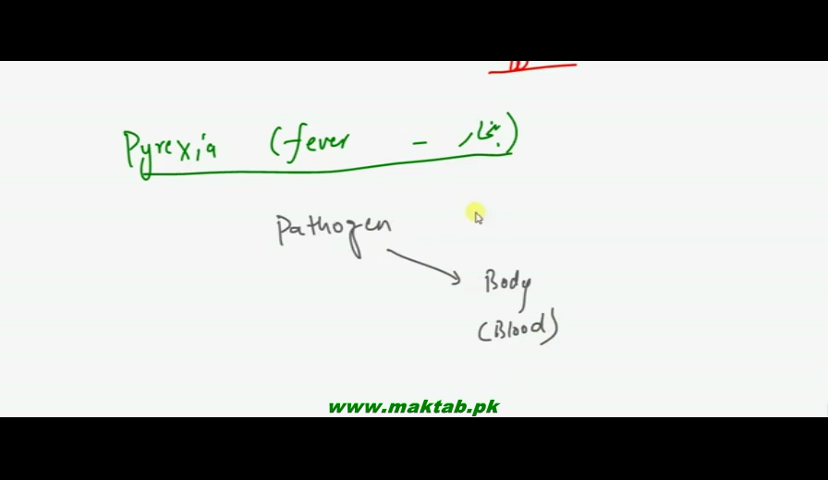 Pyrexia (fever - بخار)
Pathogen
Body
(Blood)
www.maktab.pk